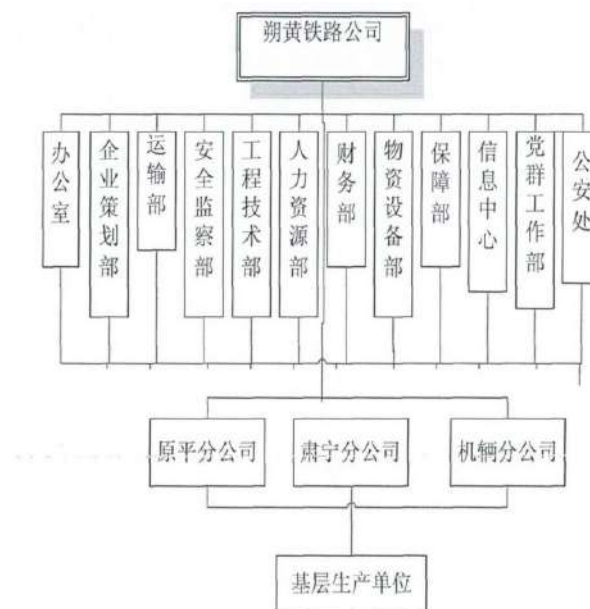 朔黄铁路公司
办公室
企业策划部
运输部
安全监察部
工程技术部
人力资源部
财务部
物资设备部
保障部
信息中心
党群工作部
公安处
原平分公司
肃宁分公司
机辆分公司
基层生产单位